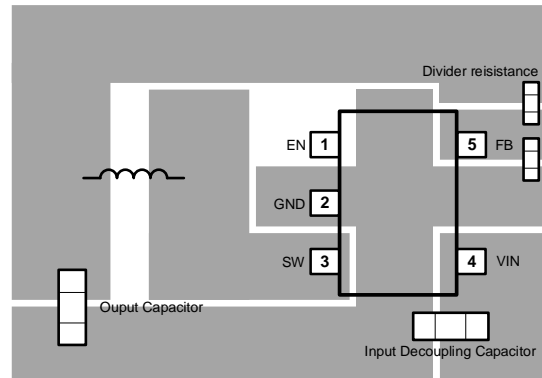 Divider reisistance
EN 1
5 FB
GND 2
SW 3
4 VIN
Ouput Capacitor
Input Decoupling Capacitor